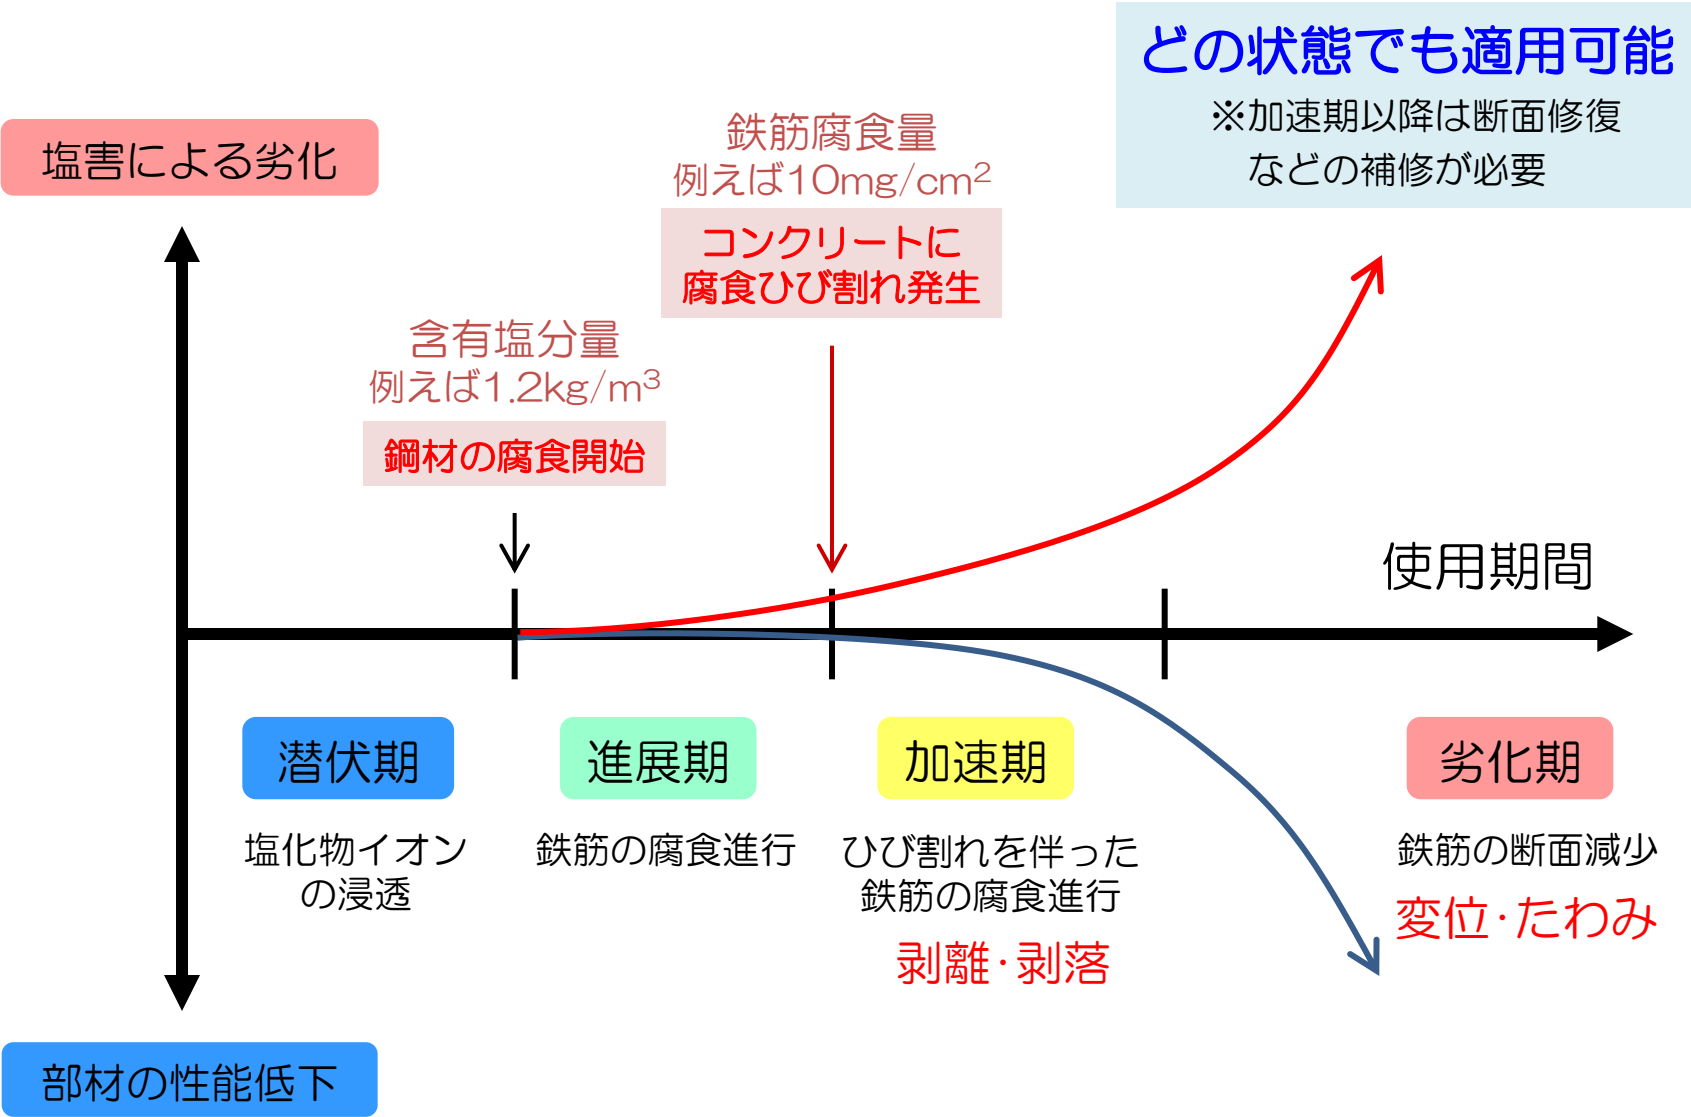 どの状態でも適用可能
※加速期以降は断面修復
などの補修が必要
塩害による劣化
鉄筋腐食量
例えば10mg/cm²
コンクリートに
腐食ひび割れ発生
含有塩分量
例えば1.2kg/m³
鋼材の腐食開始
使用期間
潜伏期
塩化物イオン
の浸透
進展期
鉄筋の腐食進行
加速期
ひび割れを伴った
鉄筋の腐食進行
剥離・剥落
劣化期
鉄筋の断面減少
変位・たわみ
部材の性能低下